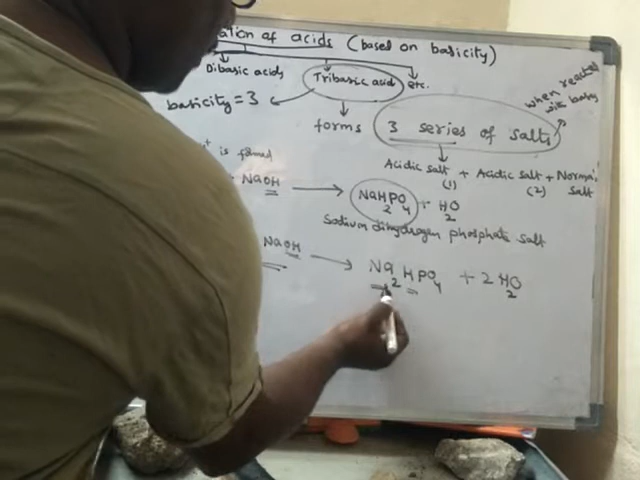 ation of acids (based on basicity)
Dibasic acids Tribasic acid etc.
basicity = 3
when reacted with
forms 3 series of salts
is formed
Acidic salt + Acidic salt + Normal
(1) (2) salt
NaOH → NaH₂PO₄ + H₂O
Sodium dihydrogen phosphate salt
NaOH → Na₂HPO₄ + 2H₂O